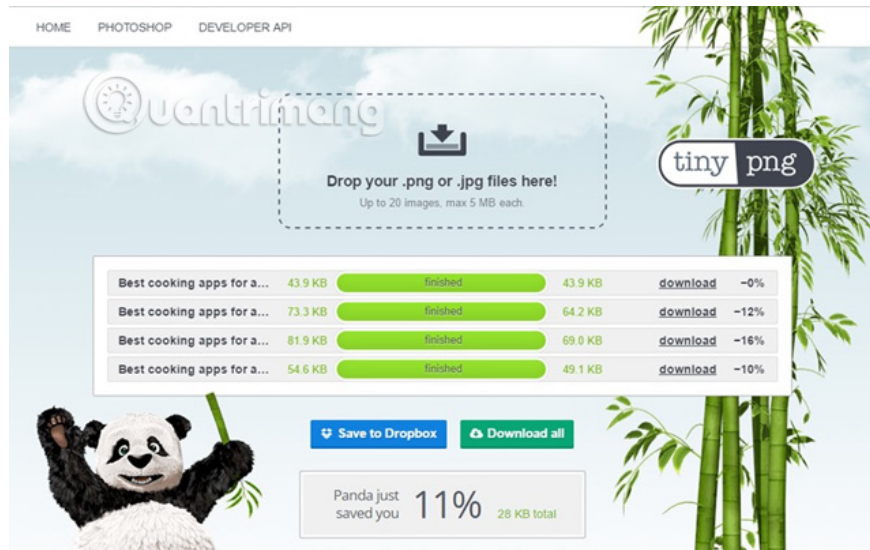 HOME PHOTOSHOP DEVELOPER API
Quantrimang
tiny png
Drop your .png or .jpg files here!
Up to 20 images, max 5 MB each.
Best cooking apps for a... 43.9 KB finished 43.9 KB download −0%
Best cooking apps for a... 73.3 KB finished 64.2 KB download −12%
Best cooking apps for a... 81.9 KB finished 69.0 KB download −16%
Best cooking apps for a... 54.6 KB finished 49.1 KB download −10%
Save to Dropbox Download all
Panda just
saved you 11% 28 KB total